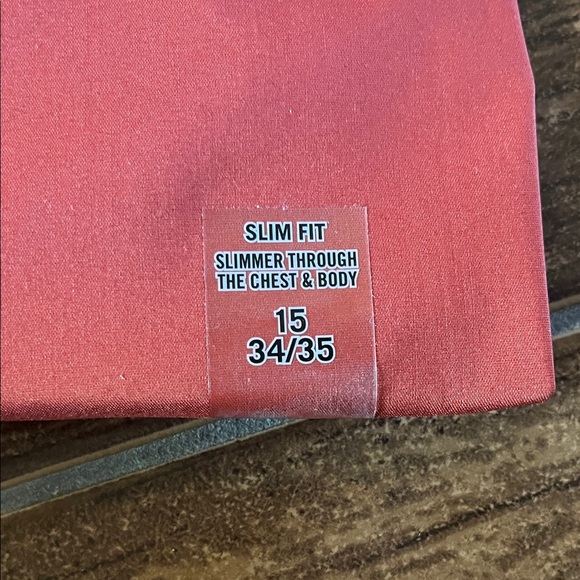 SLIM FIT
SLIMMER THROUGH
THE CHEST & BODY
15
34/35